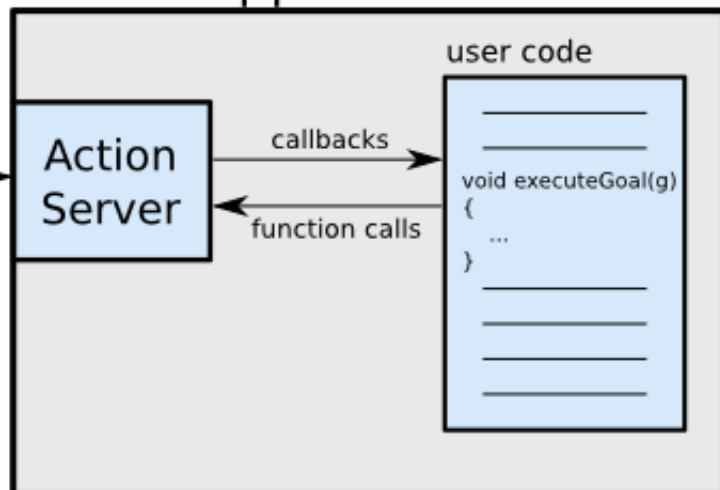 user code
Action
Server
callbacks
function calls
void executeGoal(g)
{
...
}